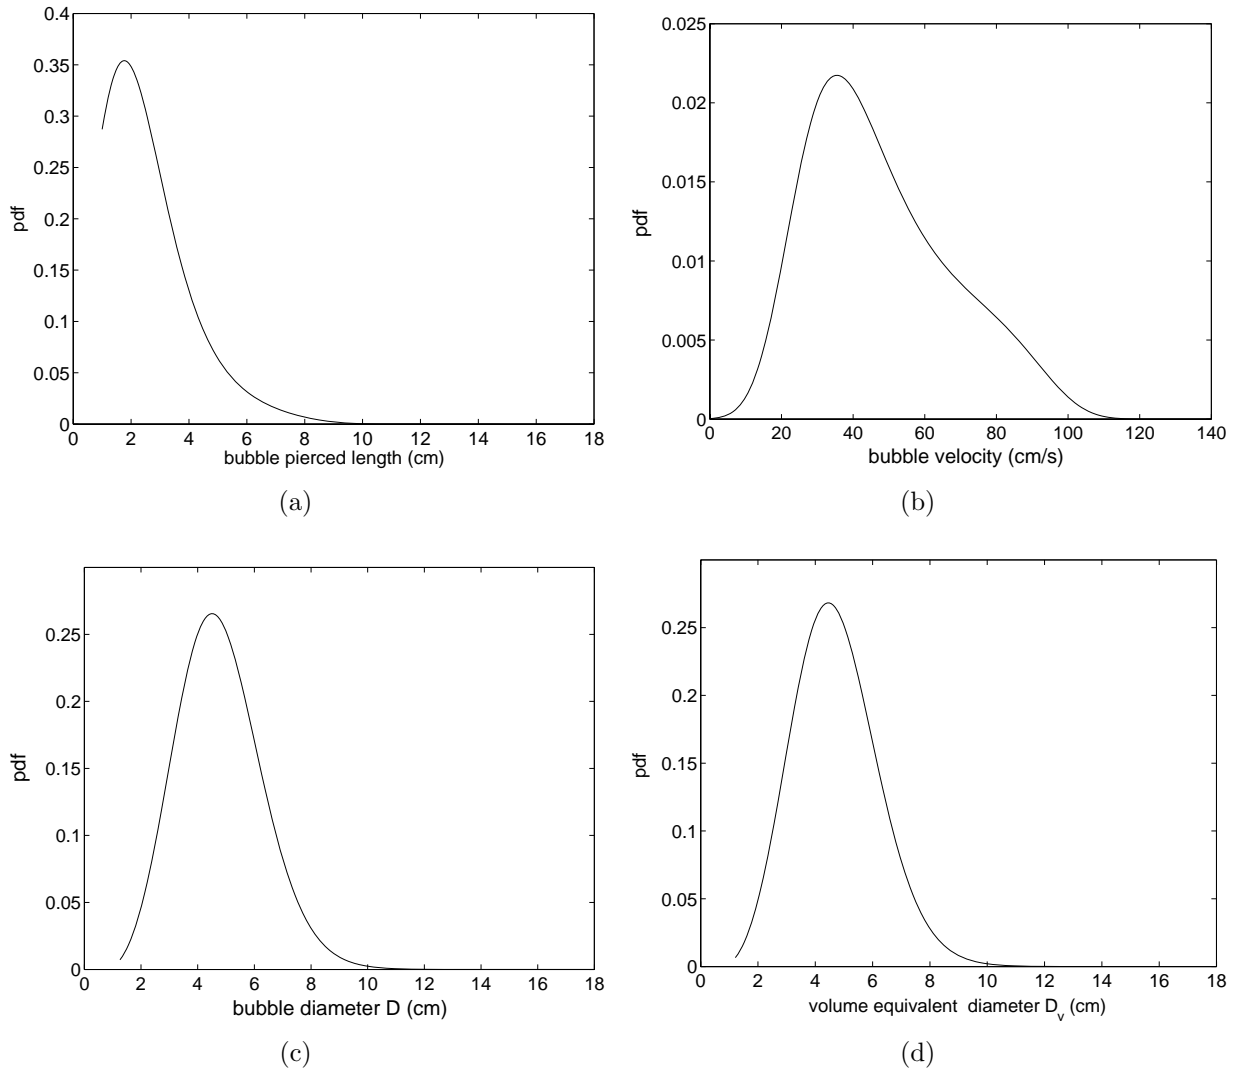 0.4
0.35
0.3
0.25
0.2
0.15
0.1
0.05
0
pdf
0 2 4 6 8 10 12 14 16 18
bubble pierced length (cm)
(a)
0.025
0.02
0.015
0.01
0.005
0
pdf
0 20 40 60 80 100 120 140
bubble velocity (cm/s)
(b)
0.25
0.2
0.15
0.1
0.05
0
pdf
0 2 4 6 8 10 12 14 16 18
bubble diameter D (cm)
(c)
0.25
0.2
0.15
0.1
0.05
0
pdf
0 2 4 6 8 10 12 14 16 18
volume equivalent diameter Dv (cm)
(d)